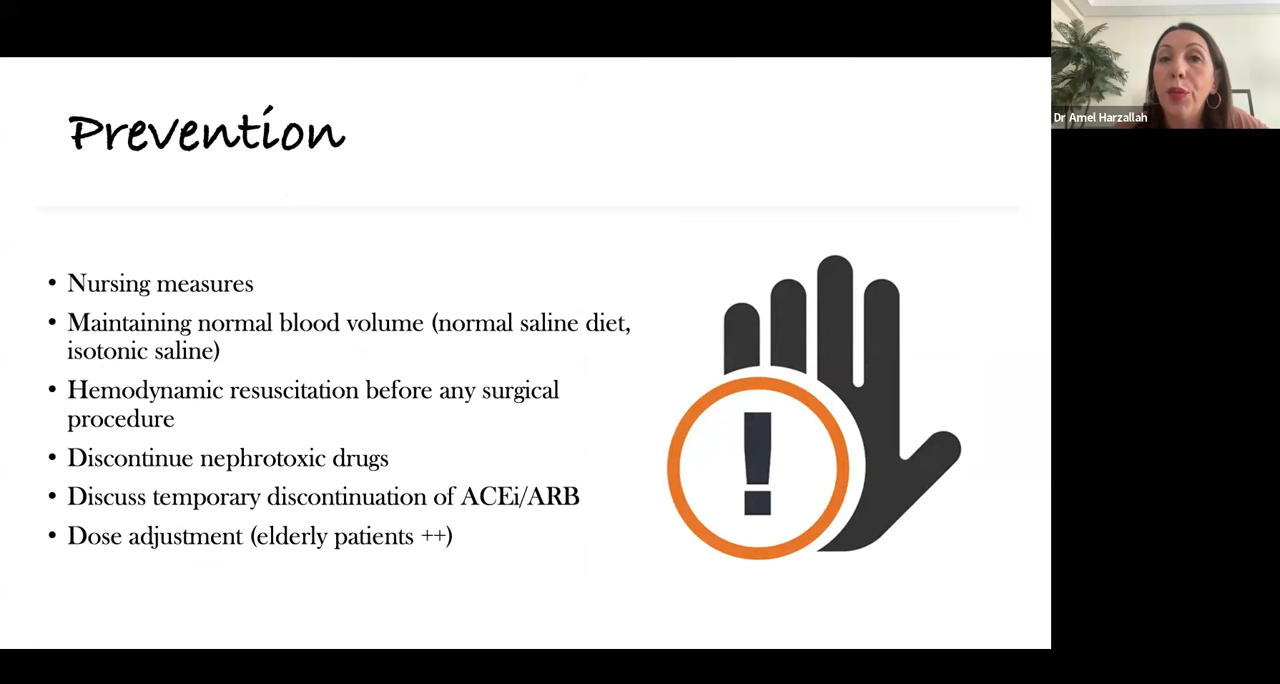 Prevention
• Nursing measures
• Maintaining normal blood volume (normal saline diet,
isotonic saline)
• Hemodynamic resuscitation before any surgical
procedure
• Discontinue nephrotoxic drugs
• Discuss temporary discontinuation of ACEi/ARB
• Dose adjustment (elderly patients ++)
!
Dr Amel Harzallah